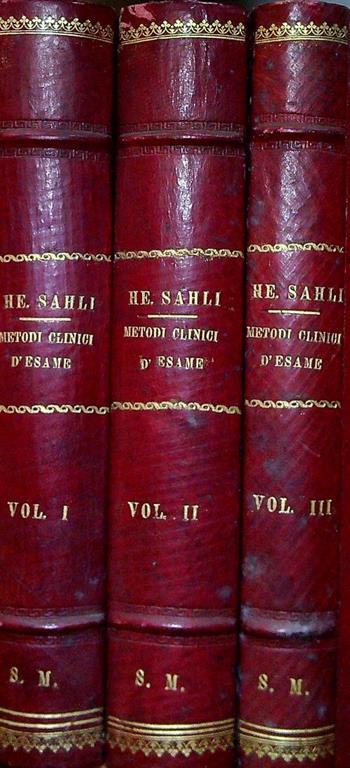 HE. SAHLI
METODI CLINICI
D'ESAME
VOL. I
S. M.
HE. SAHLI
METODI CLINICI
D'ESAME
VOL. II
S. M.
HE. SAHLI
METODI CLINICI
D'ESAME
VOL. III
S. M.